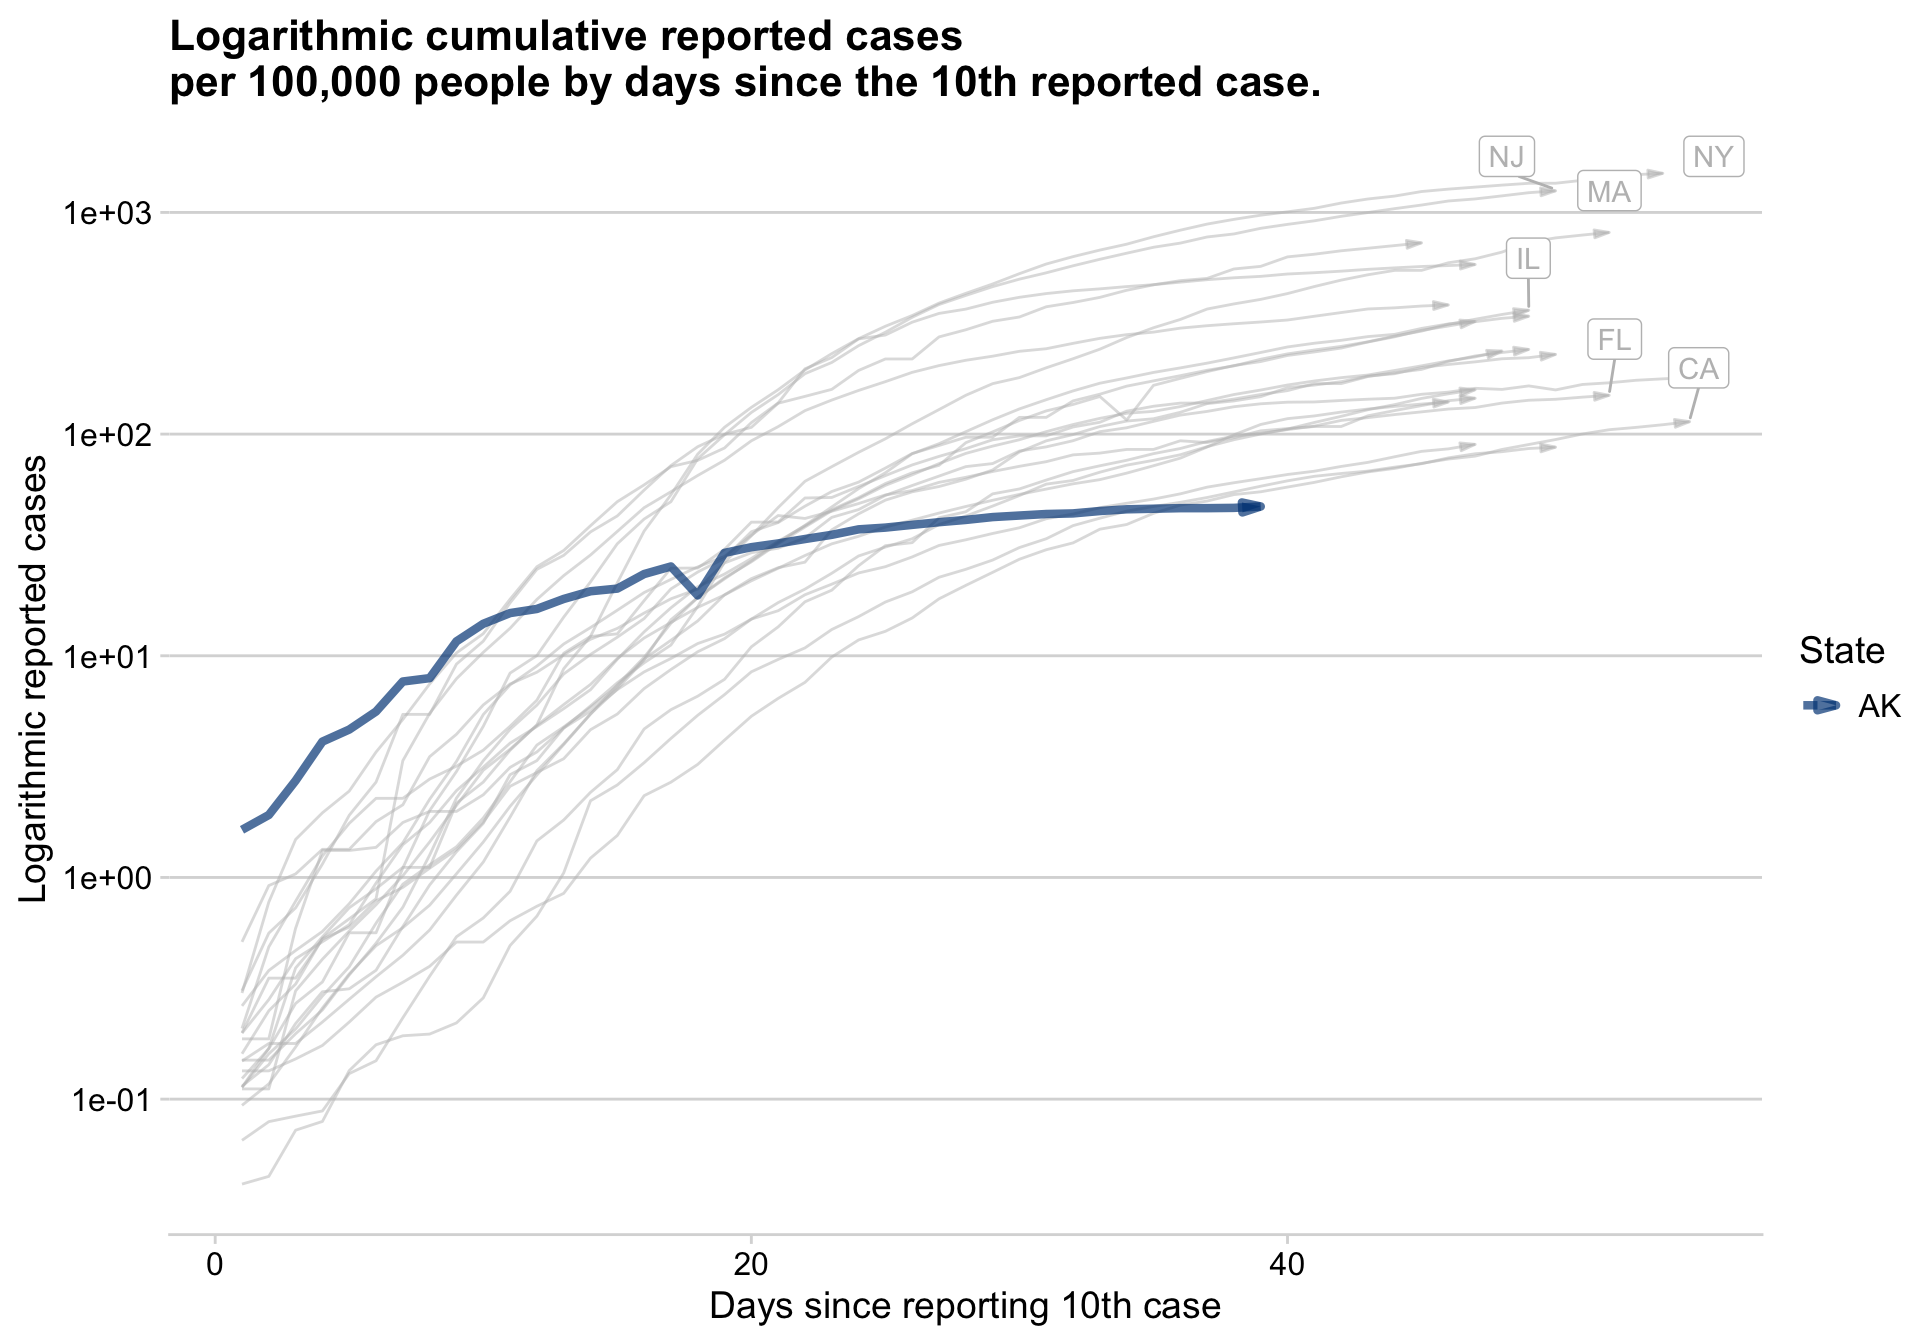 Logarithmic cumulative reported cases
per 100,000 people by days since the 10th reported case.
NJ
NY
MA
1e+03
IL
FL
CA
1e+02
Logarithmic reported cases
1e+01
State
AK
1e+00
1e-01
0
20
40
Days since reporting 10th case